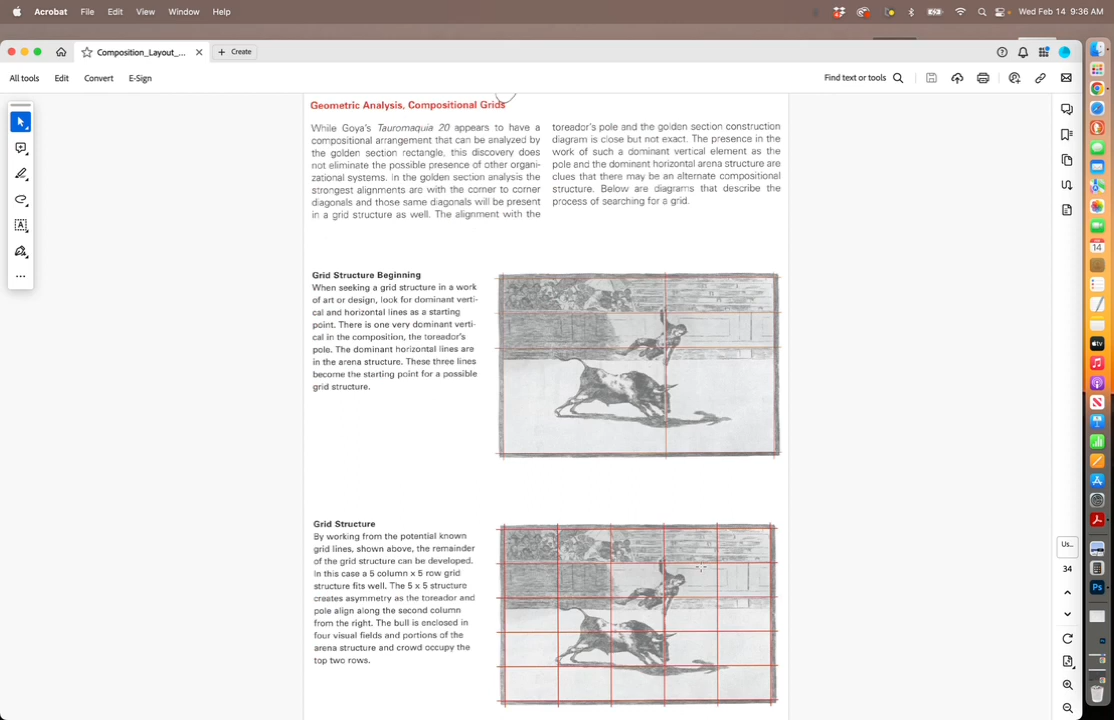 Acrobat File Edit View Window Help
Wed Feb 14 9:36 AM
Composition_Layout_...
+ Create
All tools Edit Convert E-Sign
Find text or tools
Geometric Analysis, Compositional Grids
While Goya's Tauromaquia 20 appears to have a
compositional arrangement that can be analyzed by
the golden section rectangle, this discovery does
not eliminate the possible presence of other organi-
zational systems. In the golden section analysis the
strongest alignments are with the corner to corner
diagonals and those same diagonals will be present
in a grid structure as well. The alignment with the
toreador's pole and the golden section construction
diagram is close but not exact. The presence in the
work of such a dominant vertical element as the
pole and the dominant horizontal arena structure are
clues that there may be an alternate compositional
structure. Below are diagrams that describe the
process of searching for a grid.
Grid Structure Beginning
When seeking a grid structure in a work
of art or design, look for dominant verti-
cal and horizontal lines as a starting
point. There is one very dominant verti-
cal in the composition, the toreador's
pole. The dominant horizontal lines are
in the arena structure. These three lines
become the starting point for a possible
grid structure.
Grid Structure
By working from the potential known
grid lines, shown above, the remainder
of the grid structure can be developed.
In this case a 5 column x 5 row grid
structure fits well. The 5 x 5 structure
creates asymmetry as the toreador and
pole align along the second column
from the right. The bull is enclosed in
four visual fields and portions of the
arena structure and crowd occupy the
top two rows.
Us...
34
14
Ps